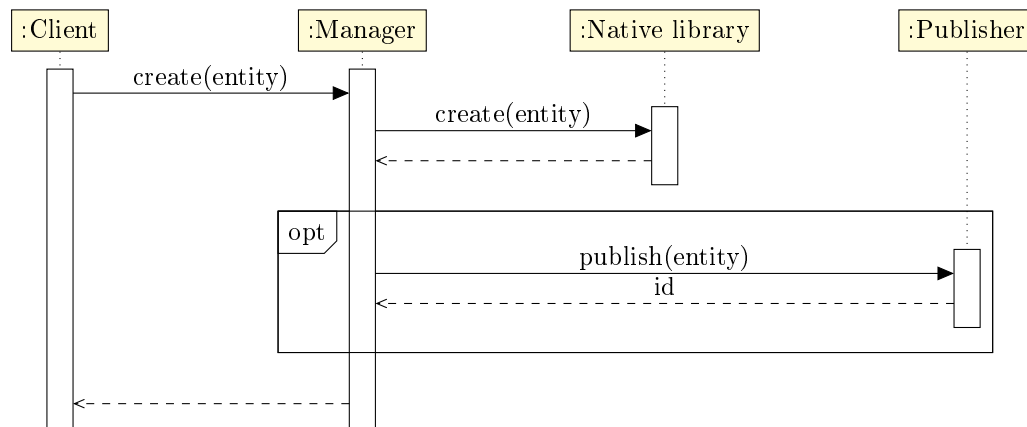 :Client
:Manager
:Native library
:Publisher
create(entity)
create(entity)
opt
publish(entity)
id